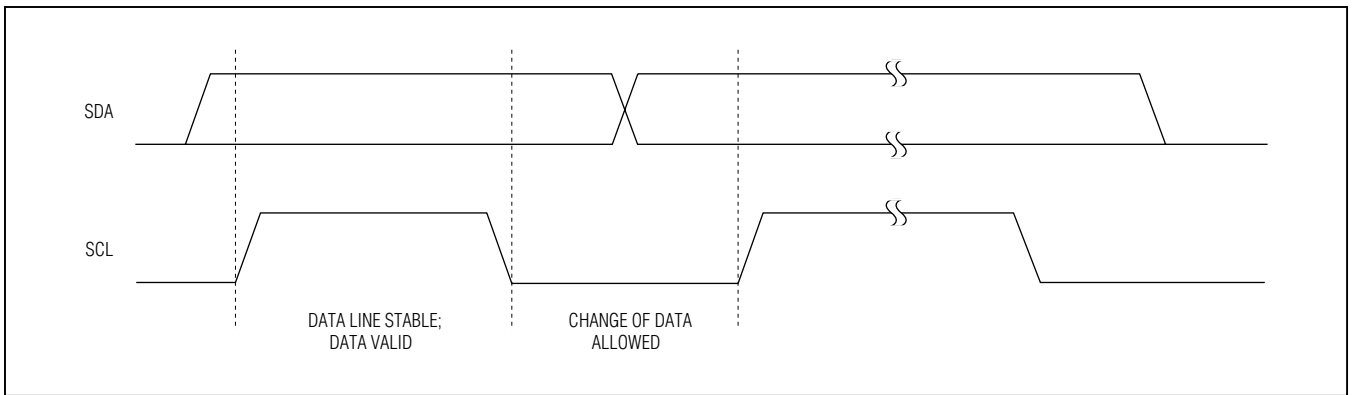 SDA
SCL
DATA LINE STABLE;
DATA VALID
CHANGE OF DATA
ALLOWED